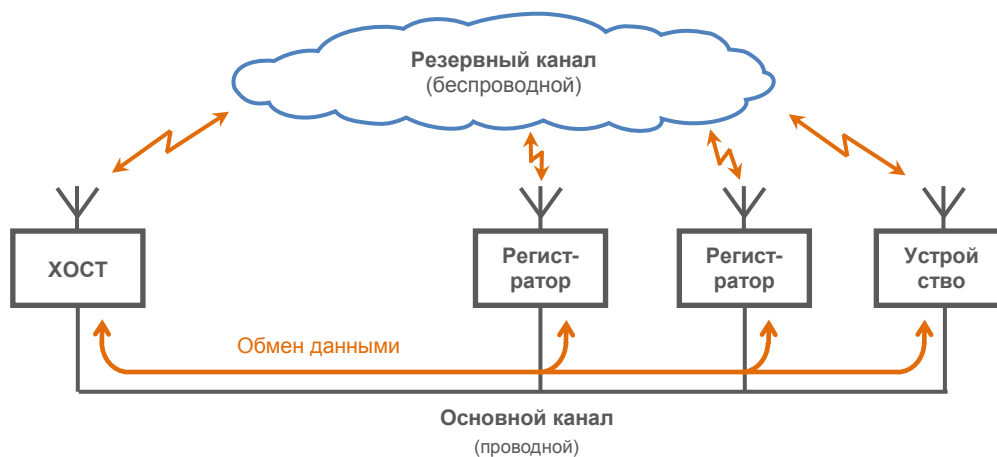 Резервный канал
(беспроводной)
ХОСТ
Регист-
ратор
Регист-
ратор
Устрой
ство
Обмен данными
Основной канал
(проводной)